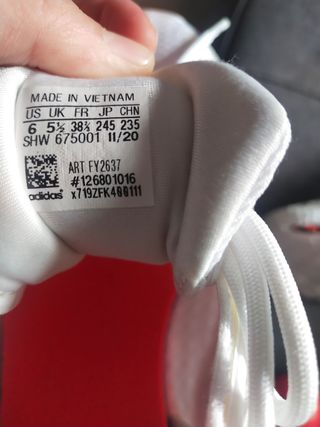 MADE IN VIETNAM
US UK FR JP CHN
6 5½ 38⅔ 245 235
SHW 675001 11/20
ART FY2637
#126801016
adidas x719ZFK400111